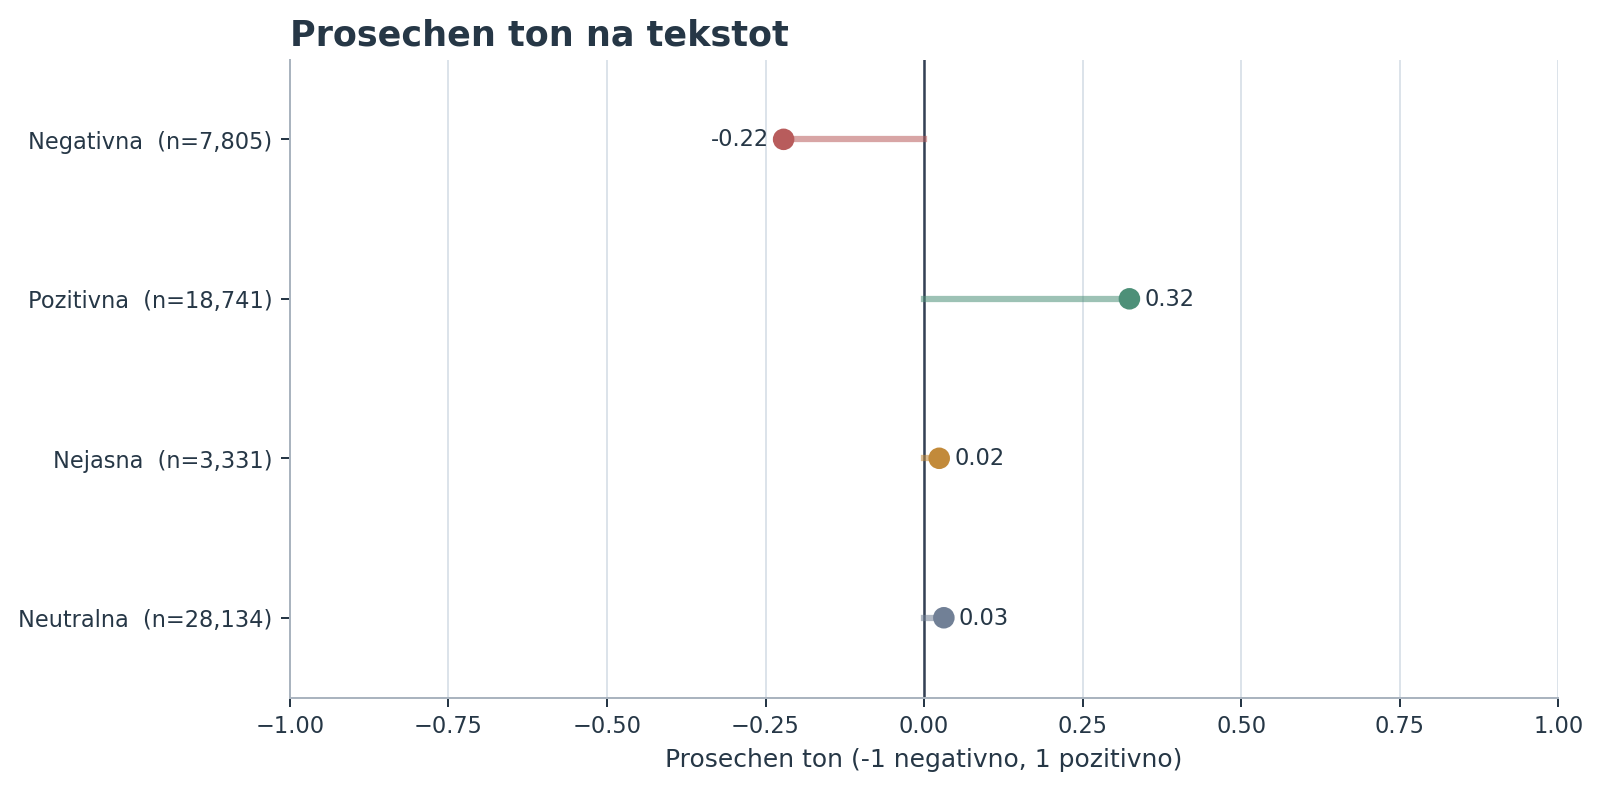 Prosechen ton na tekstot
Negativna (n=7,805)
-0.22
Pozitivna (n=18,741)
0.32
Nejasna (n=3,331)
0.02
Neutralna (n=28,134)
0.03
−1.00 −0.75 −0.50 −0.25 0.00 0.25 0.50 0.75 1.00
Prosechen ton (-1 negativno, 1 pozitivno)